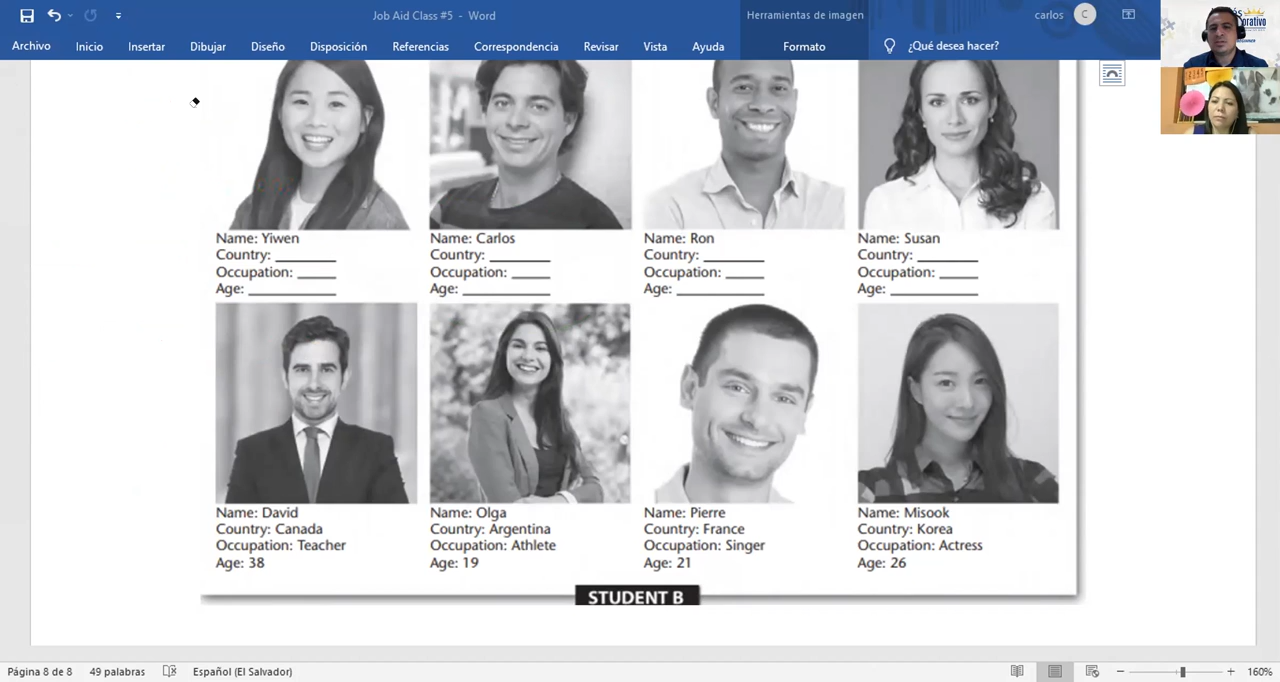 Job Aid Class #5 - Word
Herramientas de imagen
carlos
C
Archivo Inicio Insertar Dibujar Diseño Disposición Referencias Correspondencia Revisar Vista Ayuda Formato ¿Qué desea hacer?
Name: Yiwen
Country: ________
Occupation: _____
Age: ___________
Name: Carlos
Country: ________
Occupation: _____
Age: ___________
Name: Ron
Country: ________
Occupation: _____
Age: ___________
Name: Susan
Country: ________
Occupation: _____
Age: ___________
Name: David
Country: Canada
Occupation: Teacher
Age: 38
Name: Olga
Country: Argentina
Occupation: Athlete
Age: 19
Name: Pierre
Country: France
Occupation: Singer
Age: 21
Name: Misook
Country: Korea
Occupation: Actress
Age: 26
STUDENT B
Página 8 de 8 49 palabras Español (El Salvador) 160%